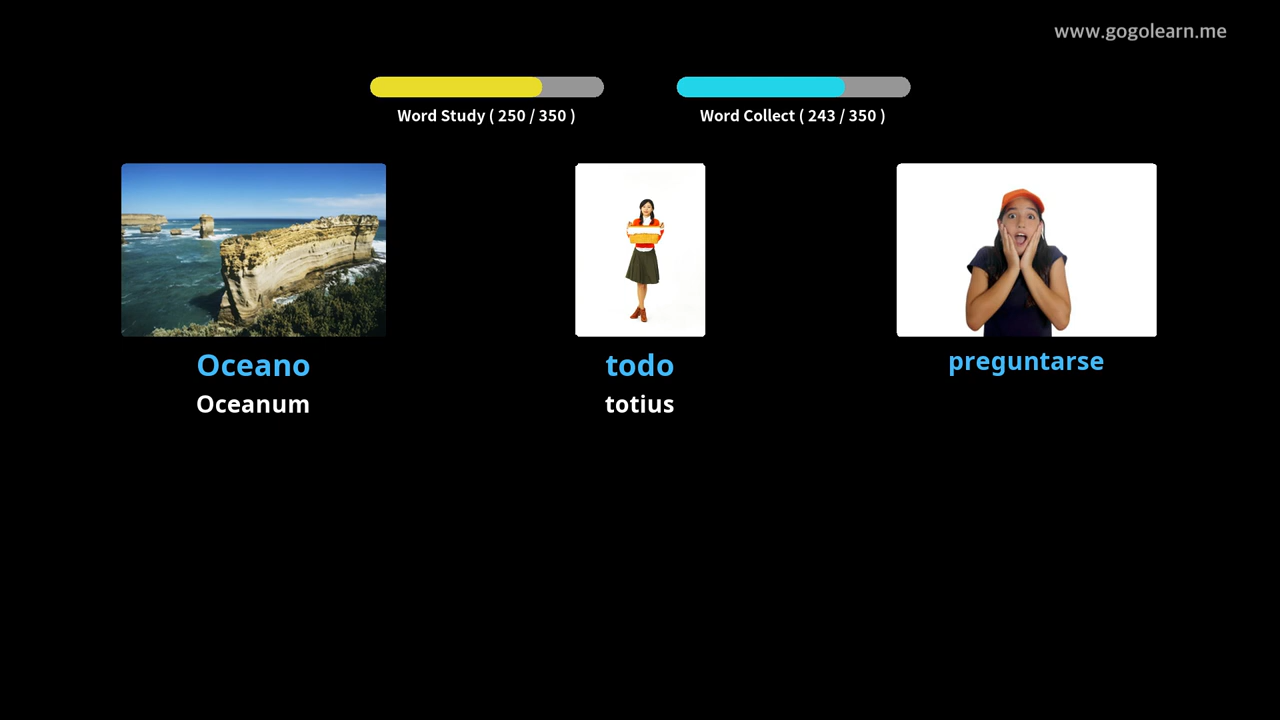 www.gogolearn.me
Word Study ( 250 / 350 )
Word Collect ( 243 / 350 )
Oceano
Oceanum
todo
totius
preguntarse